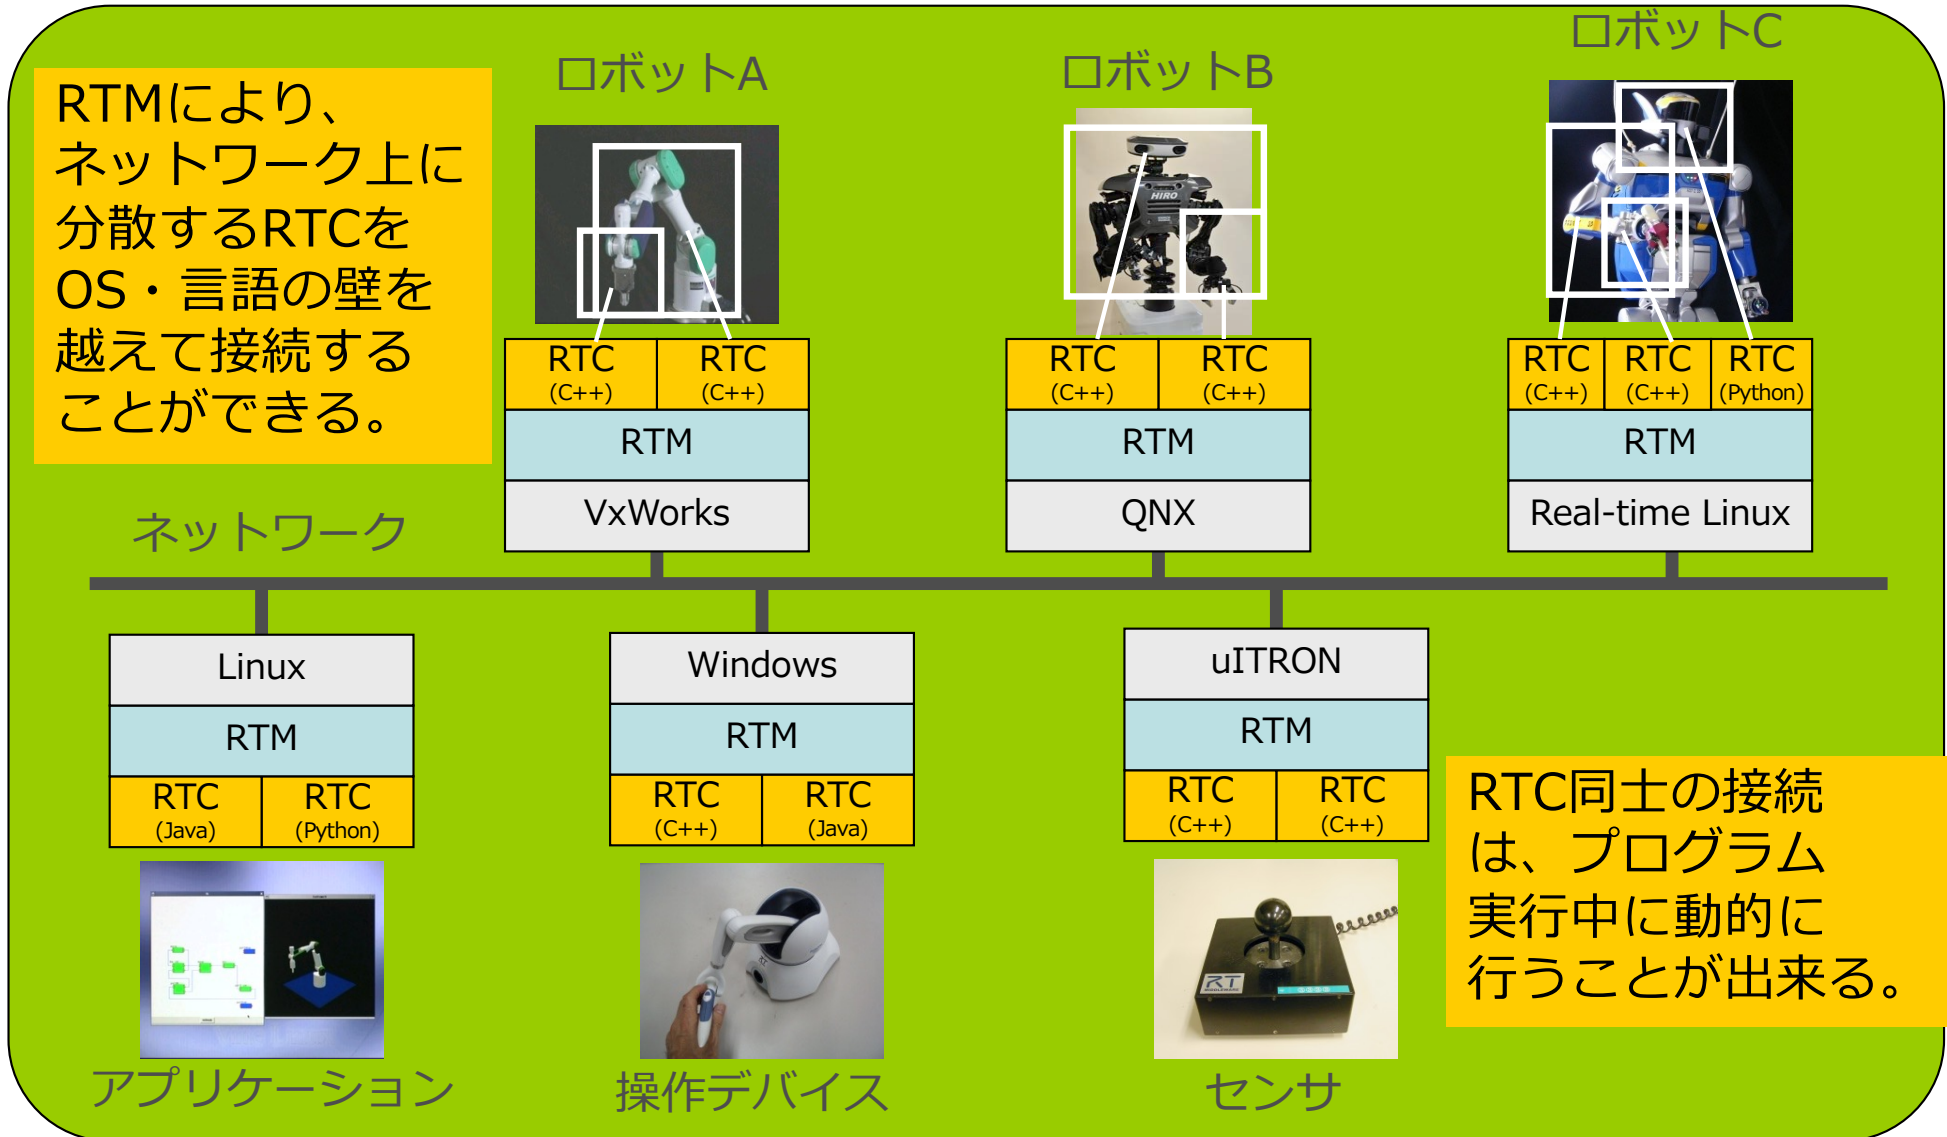 RTMにより、
ネットワーク上に
分散するRTCを
OS・言語の壁を
越えて接続する
ことができる。
ロボットA
ロボットB
ロボットC
HIRO
RTC
(C++)
RTC
(C++)
RTM
VxWorks
RTC
(C++)
RTC
(C++)
RTM
QNX
RTC
(C++)
RTC
(C++)
RTC
(Python)
RTM
Real-time Linux
ネットワーク
Linux
RTM
RTC
(Java)
RTC
(Python)
アプリケーション
Windows
RTM
RTC
(C++)
RTC
(Java)
操作デバイス
uITRON
RTM
RTC
(C++)
RTC
(C++)
RT
センサ
RTC同士の接続
は、プログラム
実行中に動的に
行うことが出来る。